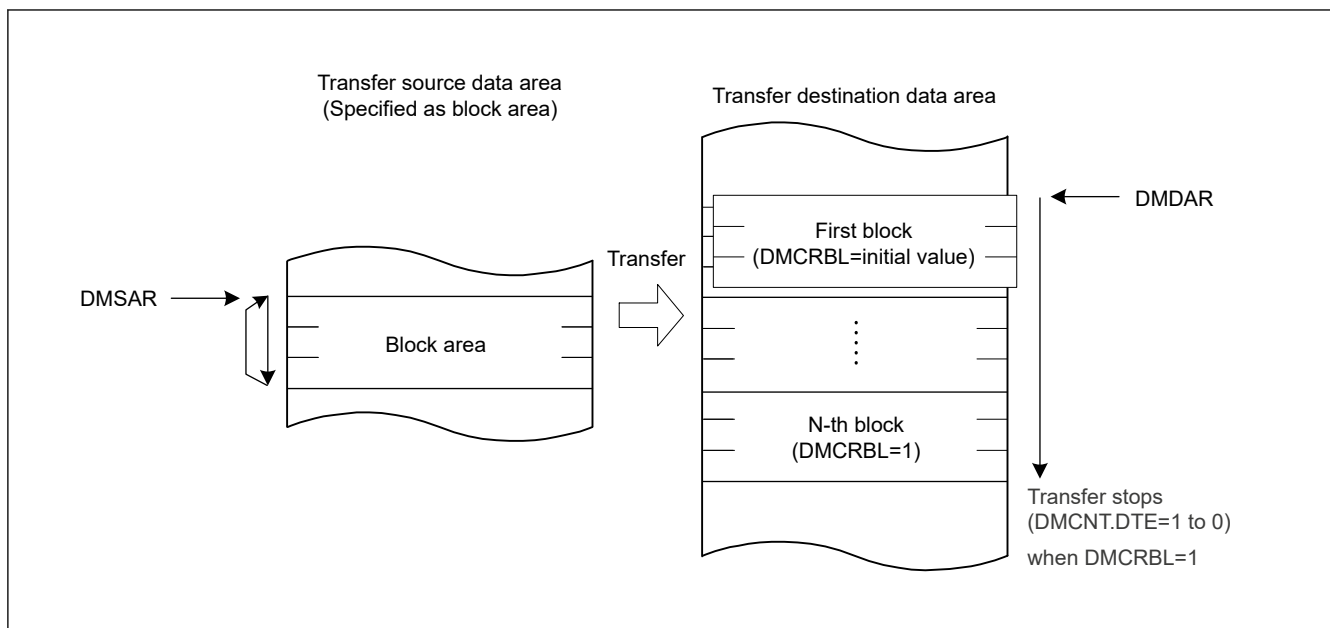 Transfer source data area
(Specified as block area)
Transfer destination data area
DMDAR
First block
(DMCRBL=initial value)
Transfer
DMSAR
Block area
N-th block
(DMCRBL=1)
Transfer stops
(DMCNT.DTE=1 to 0)
when DMCRBL=1